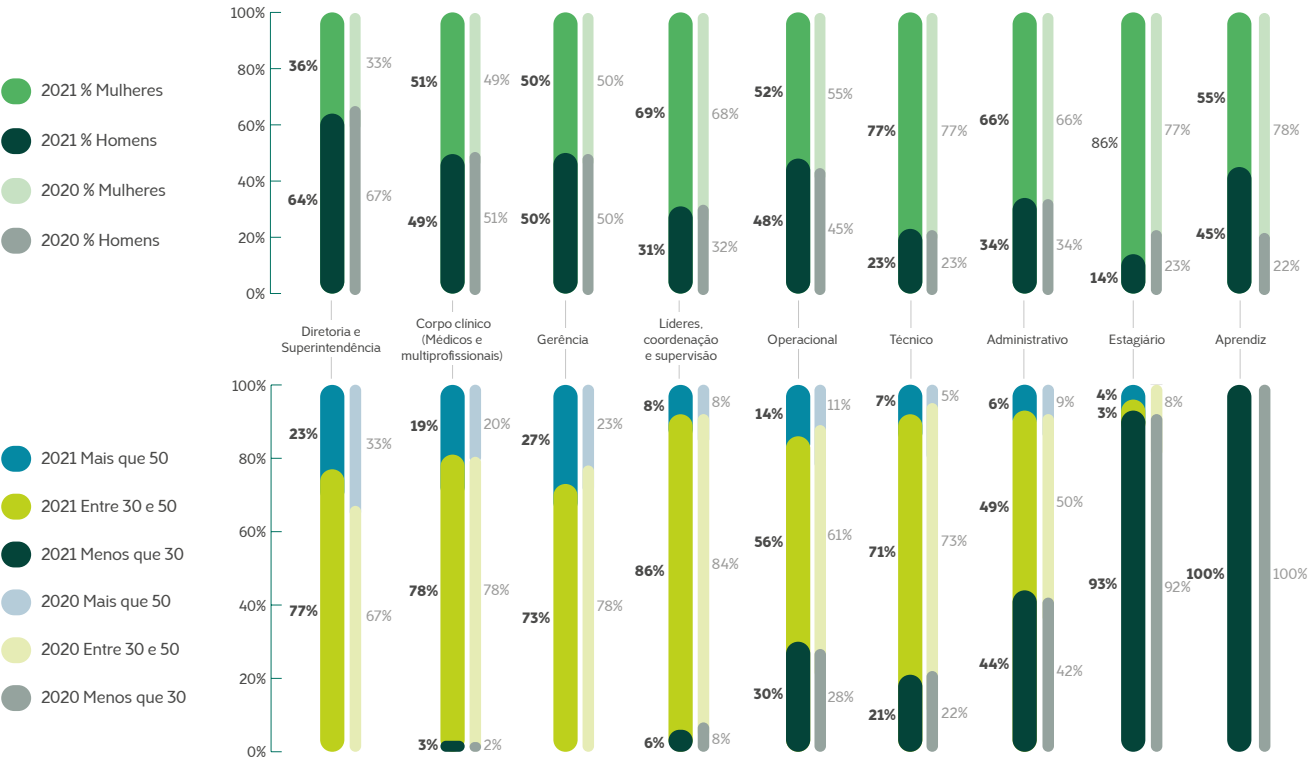 100%
80%
60%
40%
20%
0%
2021 % Mulheres
2021 % Homens
2020 % Mulheres
2020 % Homens
36% 33%
64% 67%
51% 49%
49% 51%
50% 50%
50% 50%
69% 68%
31% 32%
52% 55%
48% 45%
77% 77%
23% 23%
66% 66%
34% 34%
86% 77%
14% 23%
55% 78%
45% 22%
Diretoria e
Superintendência
Corpo clínico
(Médicos e
multiprofissionais)
Gerência
Líderes,
coordenação
e supervisão
Operacional
Técnico
Administrativo
Estagiário
Aprendiz
100%
80%
60%
40%
20%
0%
2021 Mais que 50
2021 Entre 30 e 50
2021 Menos que 30
2020 Mais que 50
2020 Entre 30 e 50
2020 Menos que 30
23% 33%
77% 67%
19% 20%
78% 78%
3% 2%
27% 23%
73% 78%
8% 8%
86% 84%
6% 8%
14% 11%
56% 61%
30% 28%
7% 5%
71% 73%
21% 22%
6% 9%
49% 50%
44% 42%
4% 8%
3%
93% 92%
100% 100%